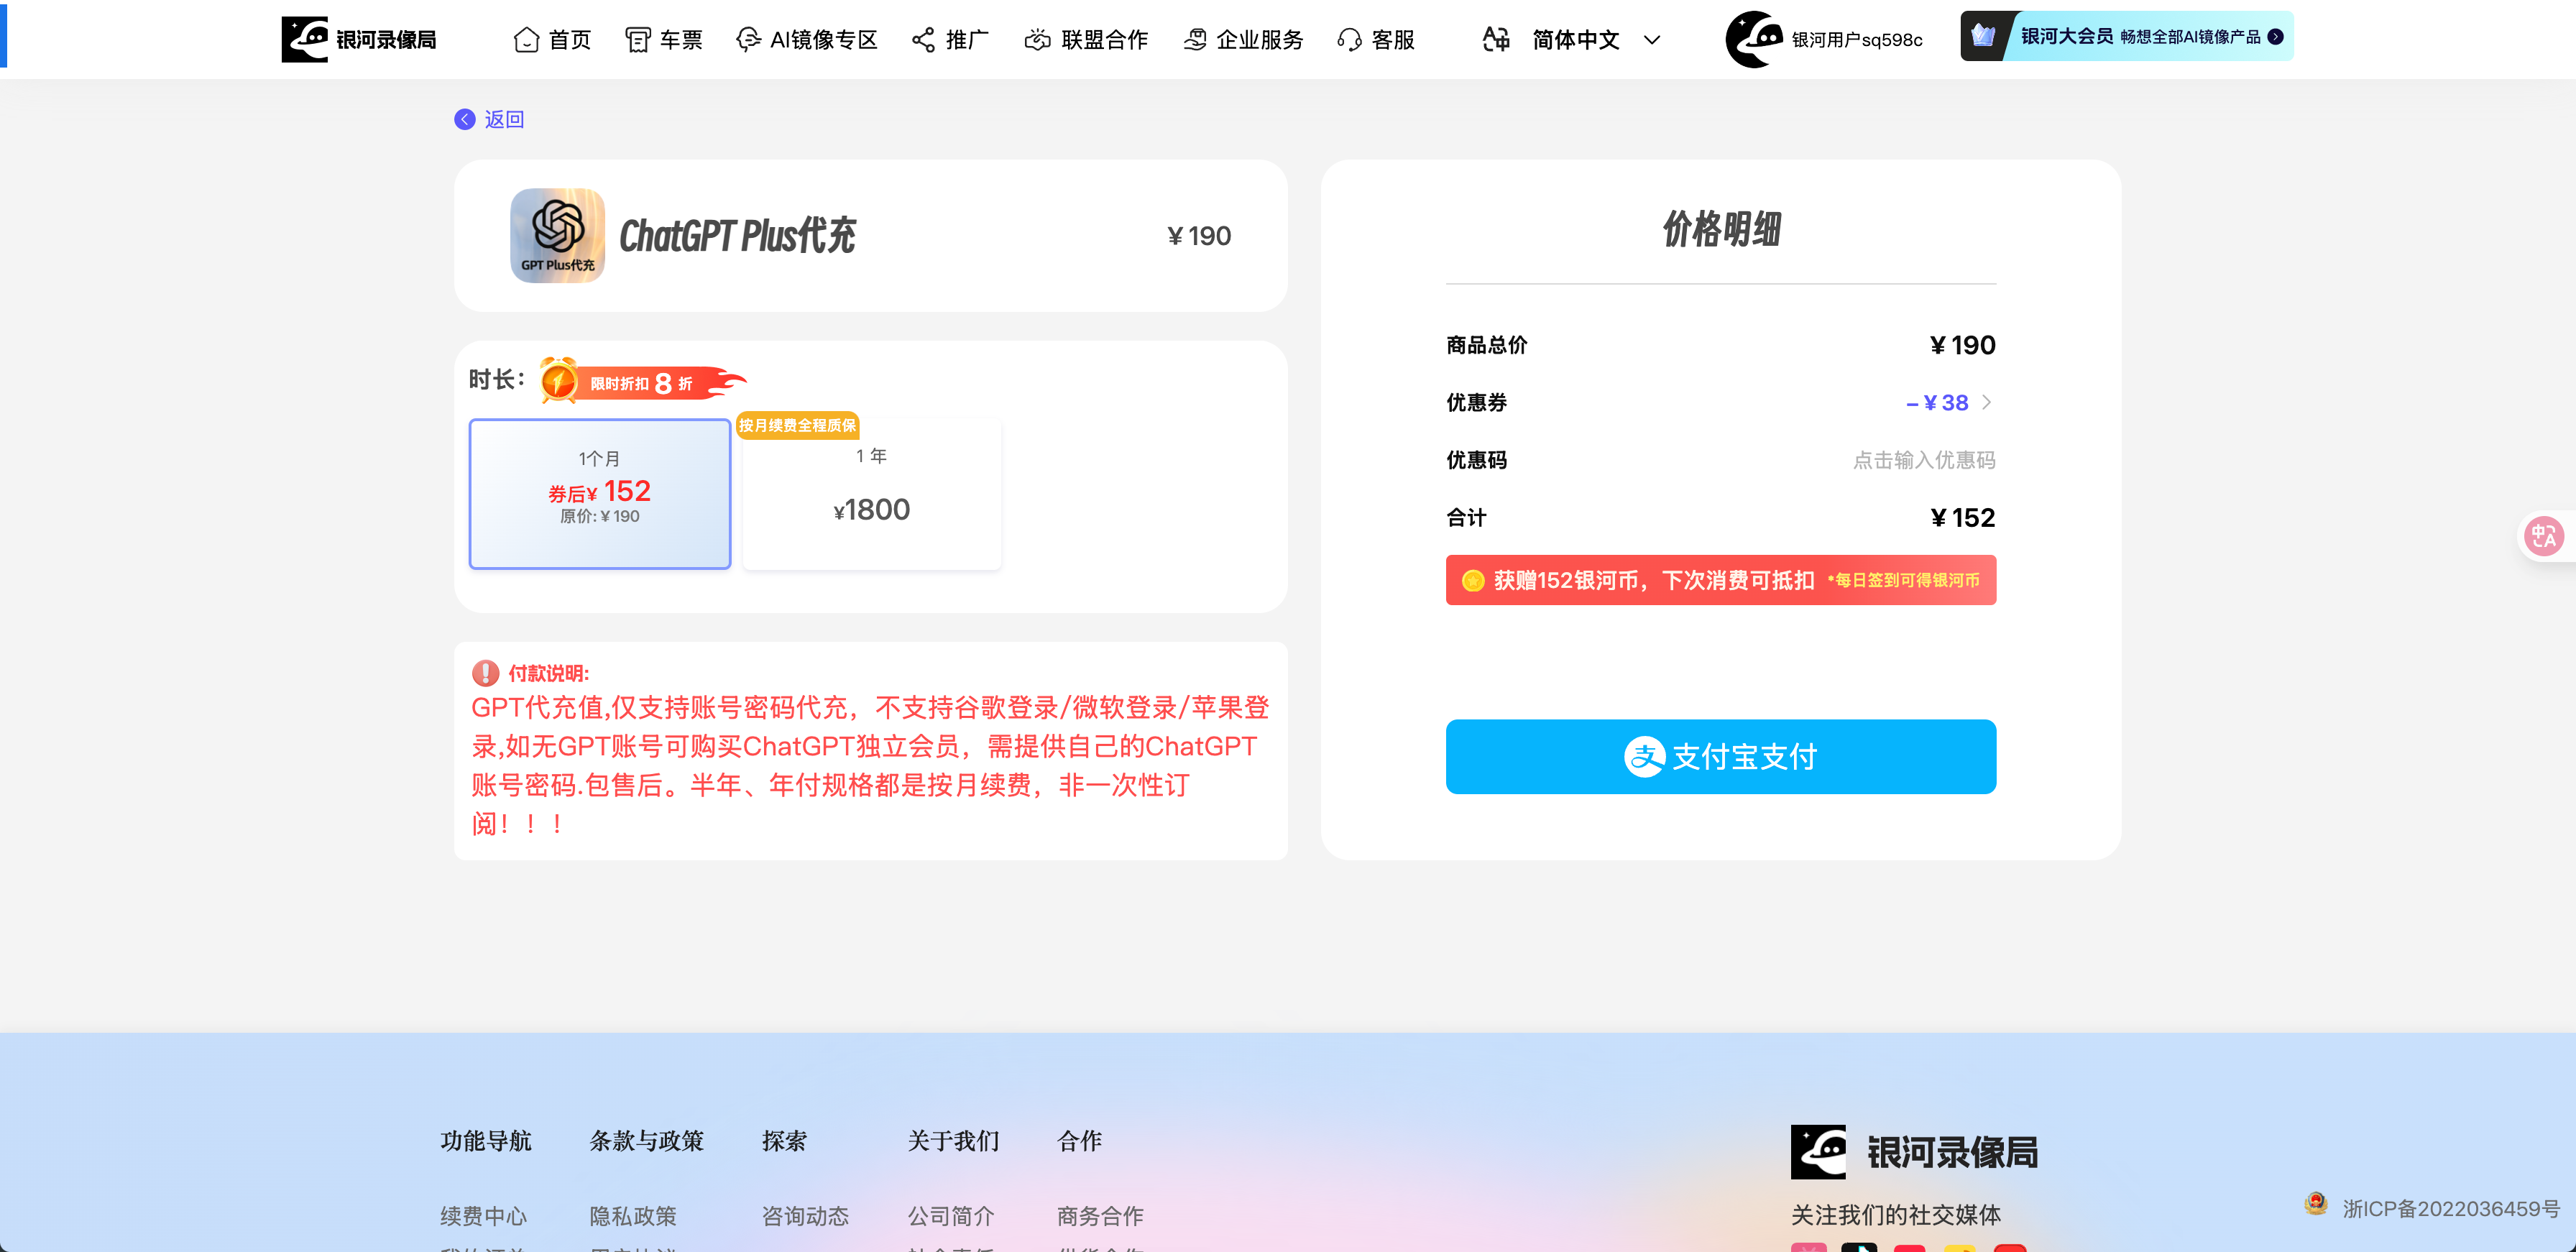 银河录像局
首页
车票
AI镜像专区
推广
联盟合作
企业服务
客服
简体中文
银河用户sq598c
银河大会员 畅想全部AI镜像产品
返回
GPT Plus代充
ChatGPT Plus代充
¥ 190
时长：
限时折扣 8 折
1个月
券后¥ 152
原价: ¥ 190
按月续费全程质保
1 年
¥1800
付款说明:
GPT代充值,仅支持账号密码代充，不支持谷歌登录/微软登录/苹果登
录,如无GPT账号可购买ChatGPT独立会员，需提供自己的ChatGPT
账号密码.包售后。半年、年付规格都是按月续费，非一次性订
阅！！！
价格明细
商品总价
¥ 190
优惠券
– ¥ 38
优惠码
点击输入优惠码
合计
¥ 152
获赠152银河币，下次消费可抵扣 *每日签到可得银河币
支付宝支付
中A
功能导航
条款与政策
探索
关于我们
合作
续费中心
隐私政策
咨询动态
公司简介
商务合作
银河录像局
关注我们的社交媒体
浙ICP备2022036459号